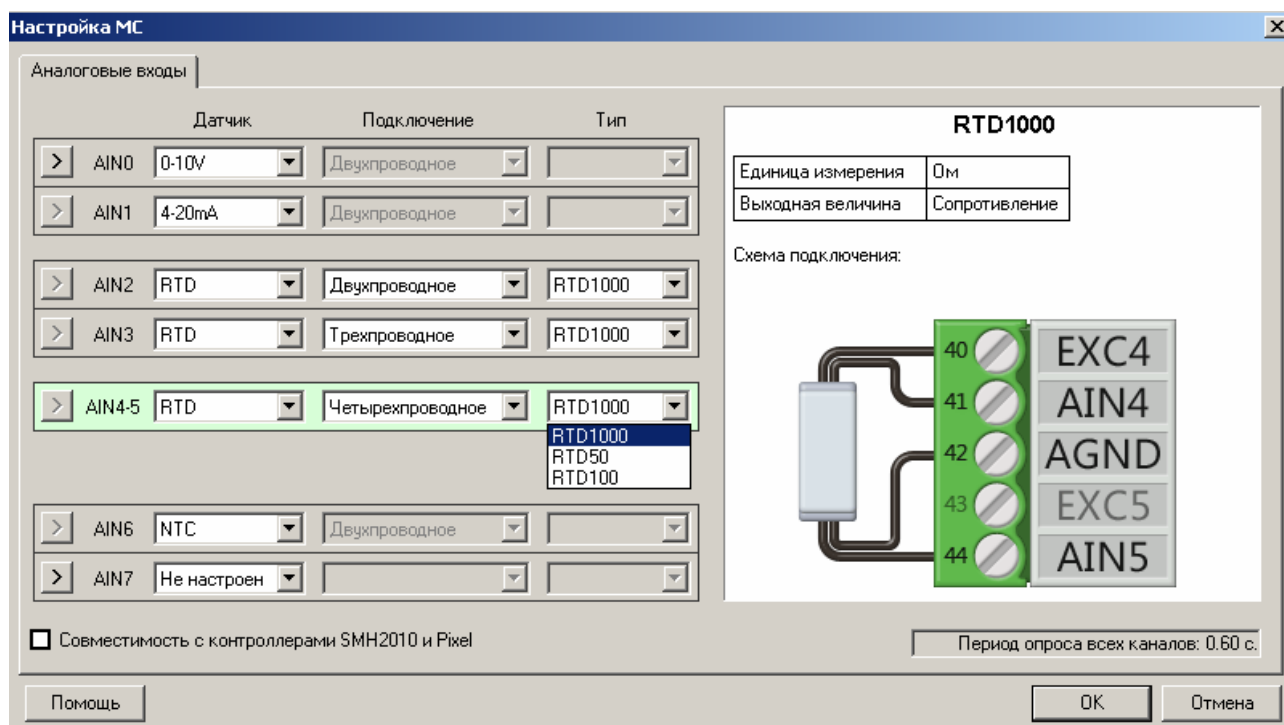 Настройка МС
Аналоговые входы
Датчик Подключение Тип
> AIN0 0-10V Двухпроводное
> AIN1 4-20mA Двухпроводное
> AIN2 RTD Двухпроводное RTD1000
> AIN3 RTD Трехпроводное RTD1000
> AIN4-5 RTD Четырехпроводное RTD1000
RTD1000
RTD50
RTD100
> AIN6 NTC Двухпроводное
> AIN7 Не настроен
Совместимость с контроллерами SMH2010 и Pixel
RTD1000
Единица измерения Ом
Выходная величина Сопротивление
Схема подключения:
40 EXC4
41 AIN4
42 AGND
43 EXC5
44 AIN5
Период опроса всех каналов: 0.60 с.
Помощь OK Отмена